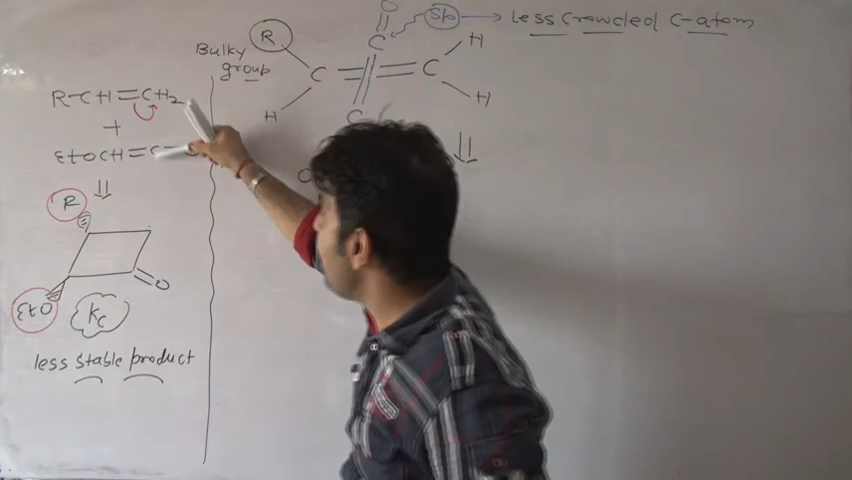 R-CH=CH2
+
EtOCH=C
R
EtO
O
Kc
less stable product
Bulky
group
R
O
C
Sp
less crowded C-atom
C
C
H
H
H
C